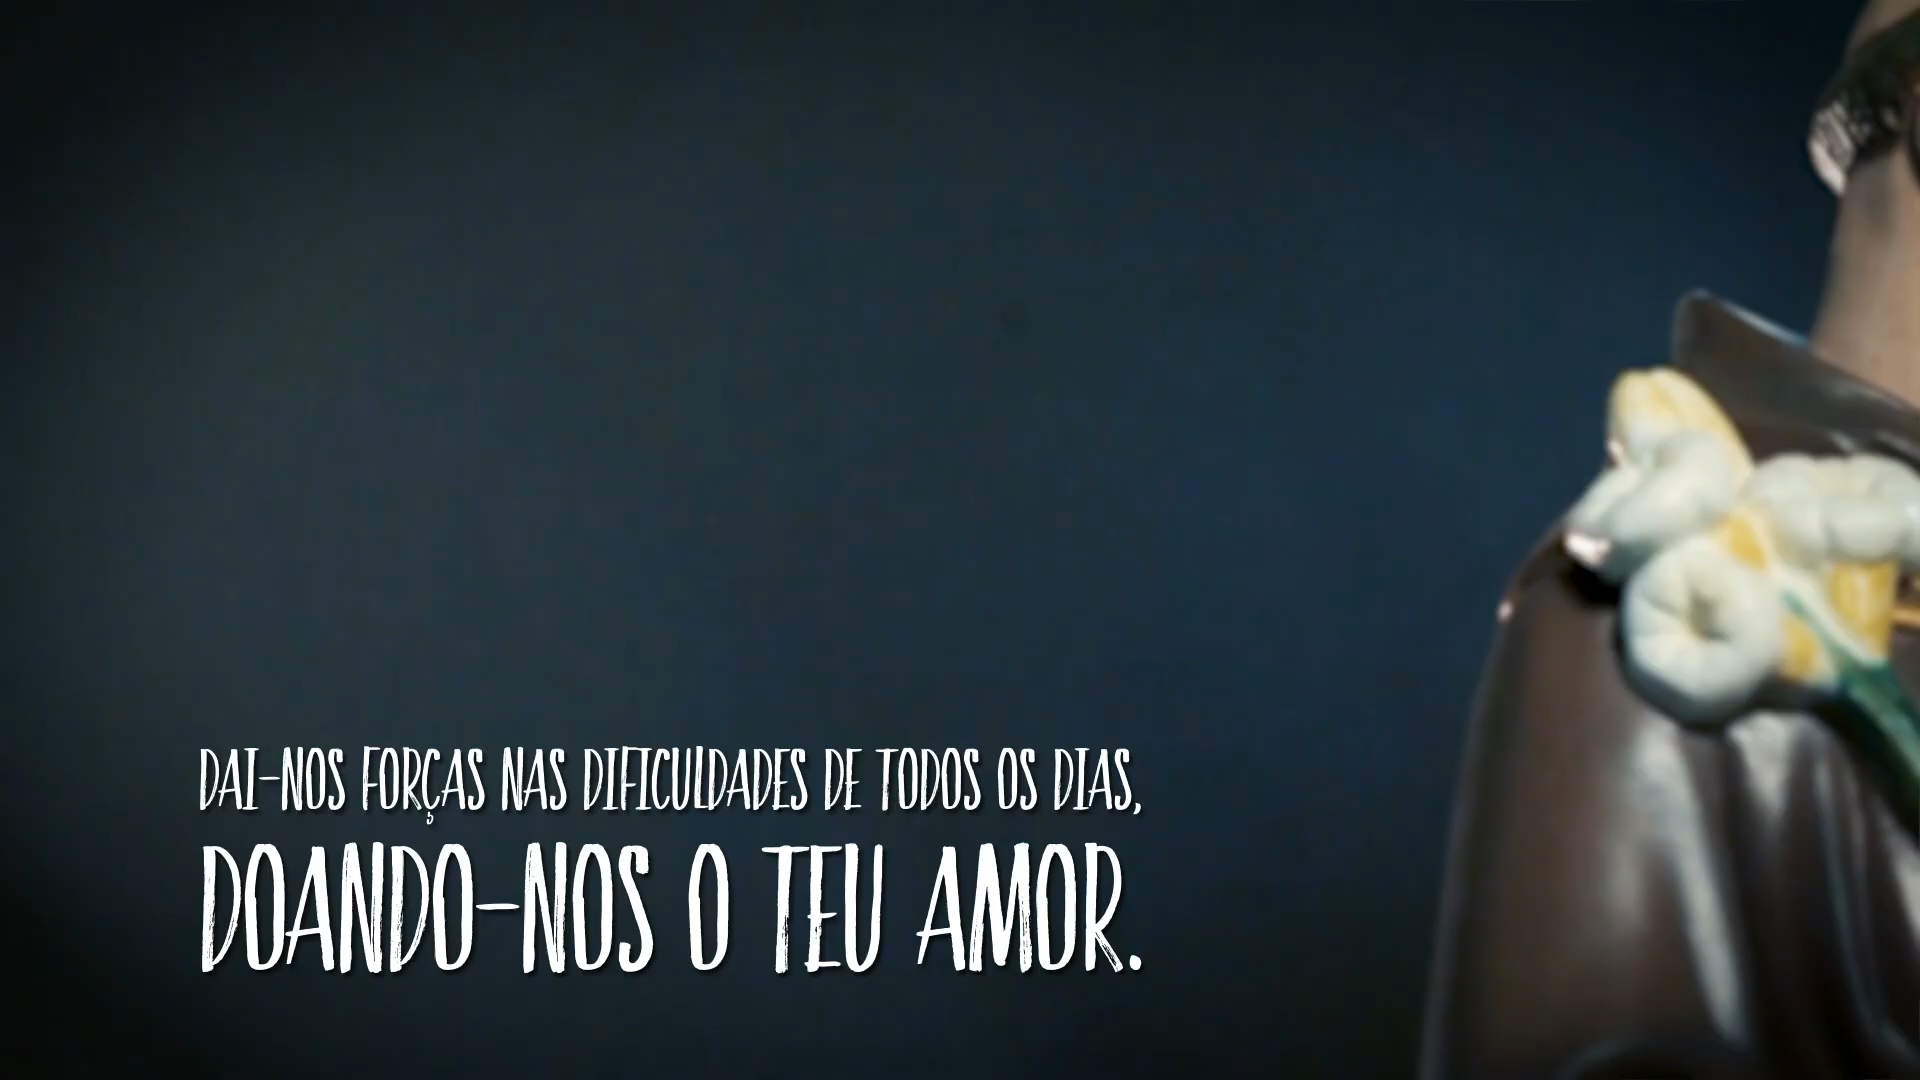 DAI-NOS FORÇAS NAS DIFICULDADES DE TODOS OS DIAS,
DOANDO-NOS O TEU AMOR.